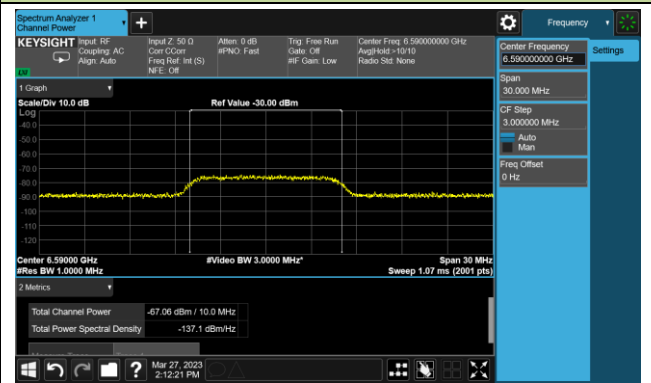 Spectrum Analyzer 1
Channel Power
+
Frequency
KEYSIGHT
Input: RF
Coupling: AC
Align: Auto
Input Z: 50 Ω
Corr CCorr
Freq Ref: Int (S)
NFE: Off
Atten: 0 dB
#PNO: Fast
Trig: Free Run
Gate: Off
#IF Gain: Low
Center Freq: 6.590000000 GHz
Avg|Hold:>10/10
Radio Std: None
LXI
Center Frequency
6.590000000 GHz
Settings
Span
30.000 MHz
CF Step
3.000000 MHz
Auto
Man
Freq Offset
0 Hz
1 Graph
Scale/Div 10.0 dB
Ref Value -30.00 dBm
Log
-40.0
-50.0
-60.0
-70.0
-80.0
-90.0
-100
-110
-120
Center 6.59000 GHz
#Video BW 3.0000 MHz*
Span 30 MHz
#Res BW 1.0000 MHz
Sweep 1.07 ms (2001 pts)
2 Metrics
Total Channel Power -67.06 dBm / 10.0 MHz
Total Power Spectral Density -137.1 dBm/Hz
?
Mar 27, 2023
2:12:21 PM